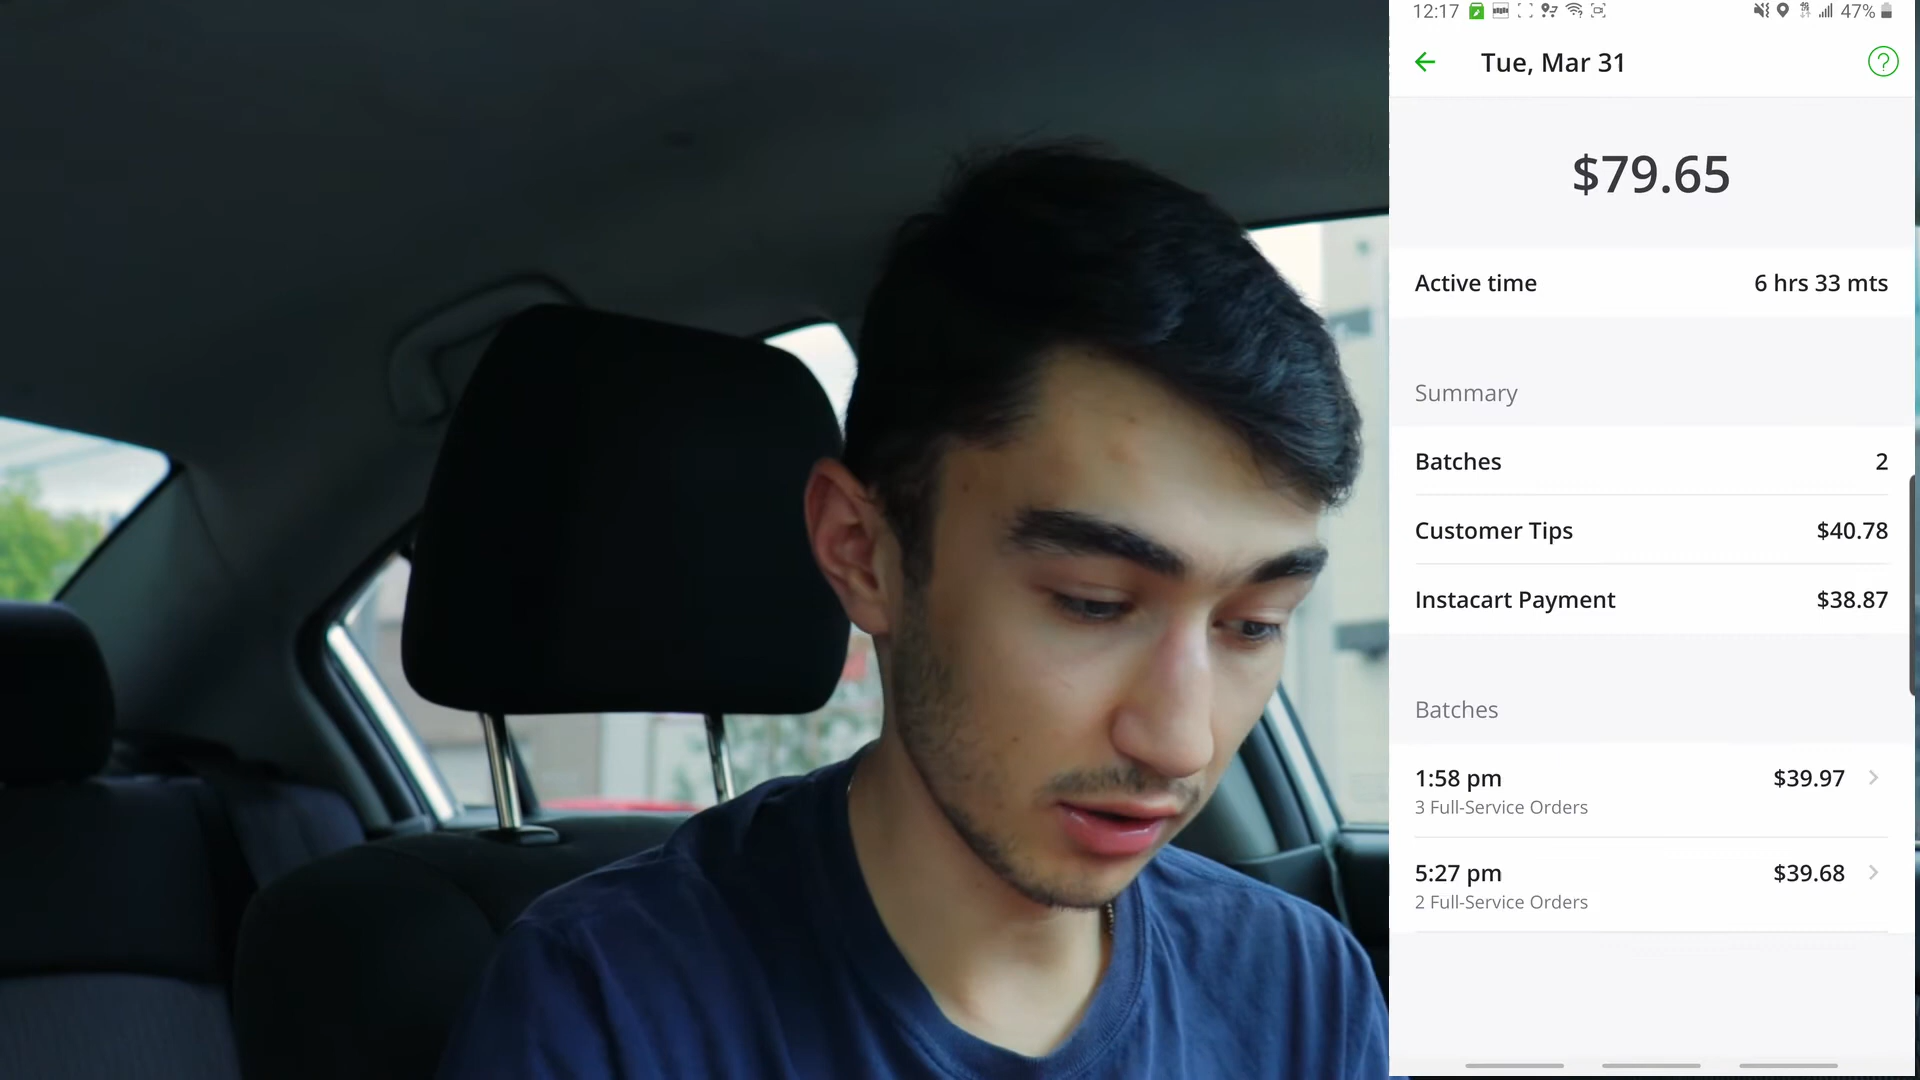 12:17 47%
Tue, Mar 31
?
$79.65
Active time 6 hrs 33 mts
Summary
Batches 2
Customer Tips $40.78
Instacart Payment $38.87
Batches
1:58 pm $39.97
3 Full-Service Orders
5:27 pm $39.68
2 Full-Service Orders